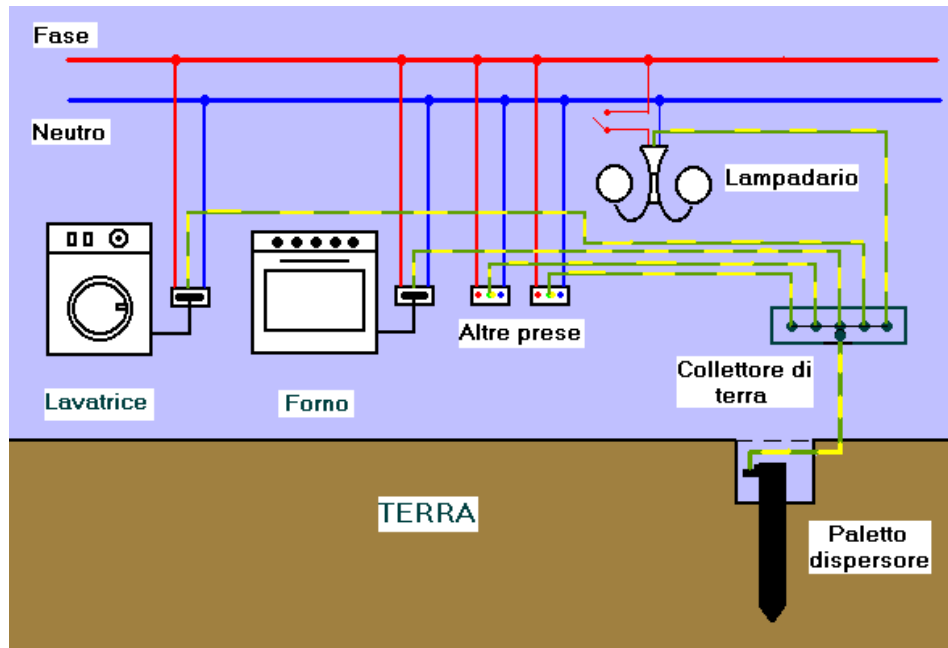 Fase
Neutro
Lampadario
Altre prese
Collettore di
terra
Lavatrice
Forno
TERRA
Paletto
dispersore